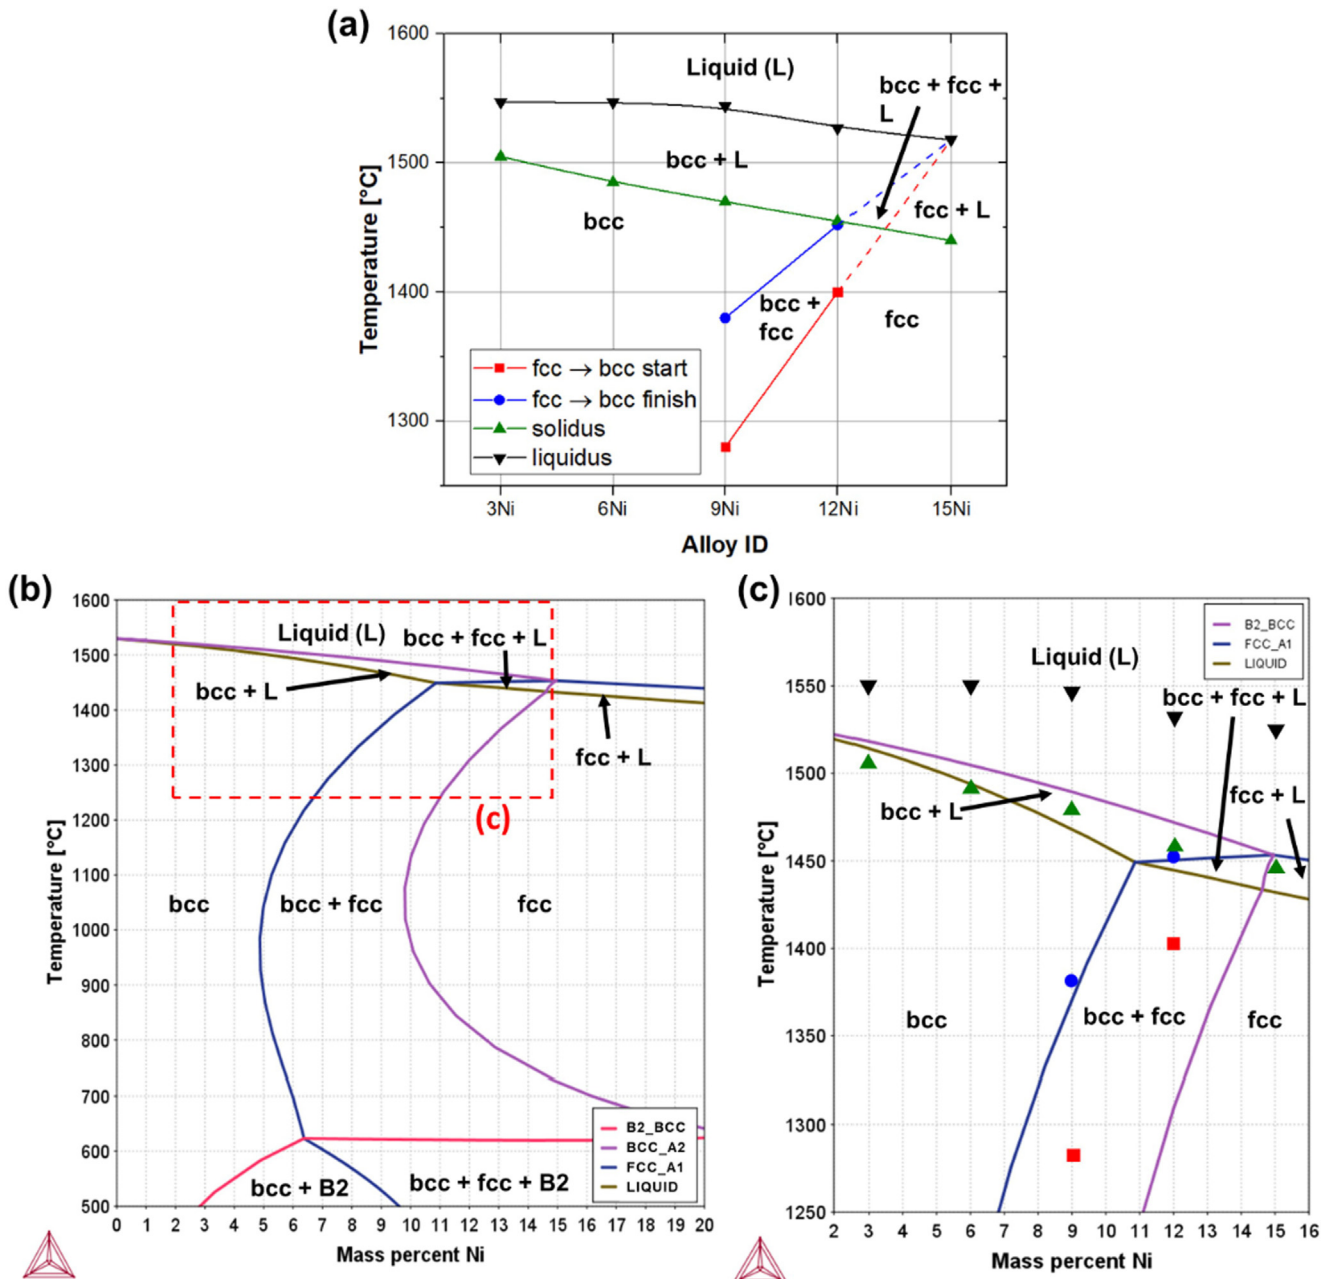 (a)
1600
1500
1400
1300
Temperature [°C]
Liquid (L)
bcc + fcc +
L
bcc + L
bcc
fcc + L
bcc +
fcc
fcc
fcc → bcc start
fcc → bcc finish
solidus
liquidus
3Ni 6Ni 9Ni 12Ni 15Ni
Alloy ID
(b)
1600
1500
1400
1300
1200
1100
1000
900
800
700
600
500
Temperature [°C]
Liquid (L)
bcc + fcc + L
bcc + L
fcc + L
(c)
bcc
bcc + fcc
fcc
B2_BCC
BCC_A2
FCC_A1
LIQUID
bcc + B2
bcc + fcc + B2
0 1 2 3 4 5 6 7 8 9 10 11 12 13 14 15 16 17 18 19 20
Mass percent Ni
(c)
1600
1550
1500
1450
1400
1350
1300
1250
Temperature [°C]
B2_BCC
FCC_A1
LIQUID
Liquid (L)
bcc + fcc + L
fcc + L
bcc + L
bcc
bcc + fcc
fcc
2 3 4 5 6 7 8 9 10 11 12 13 14 15 16
Mass percent Ni